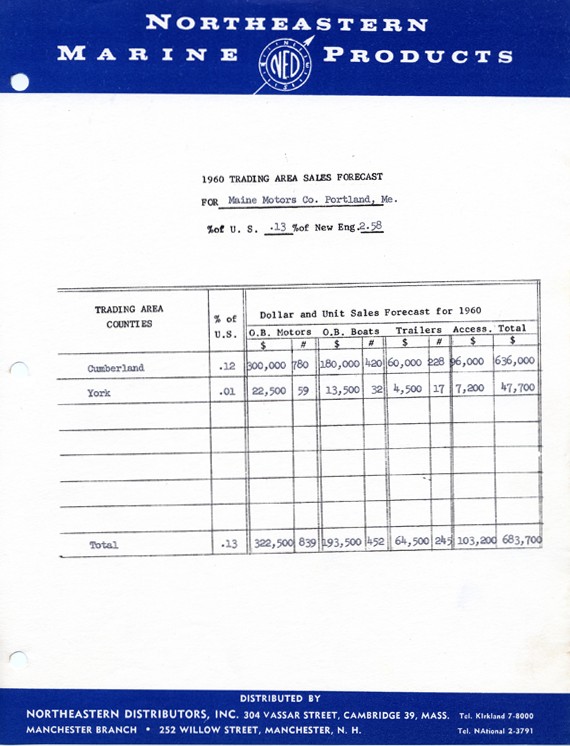 NORTHEASTERN
MARINE NED PRODUCTS
1960 TRADING AREA SALES FORECAST
FOR Maine Motors Co. Portland, Me.
%of U. S. .13 %of New Eng. 2.58
TRADING AREA COUNTIES % of U.S. Dollar and Unit Sales Forecast for 1960
O.B. Motors O.B. Boats Trailers Access. Total
$ # $ # $ # $ $
Cumberland .12 300,000 780 180,000 420 60,000 228 96,000 636,000
York .01 22,500 59 13,500 32 4,500 17 7,200 47,700
Total .13 322,500 839 193,500 452 64,500 245 103,200 683,700
DISTRIBUTED BY
NORTHEASTERN DISTRIBUTORS, INC. 304 VASSAR STREET, CAMBRIDGE 39, MASS. Tel. KIrkland 7-8000
MANCHESTER BRANCH • 252 WILLOW STREET, MANCHESTER, N. H. Tel. NAtional 2-3791